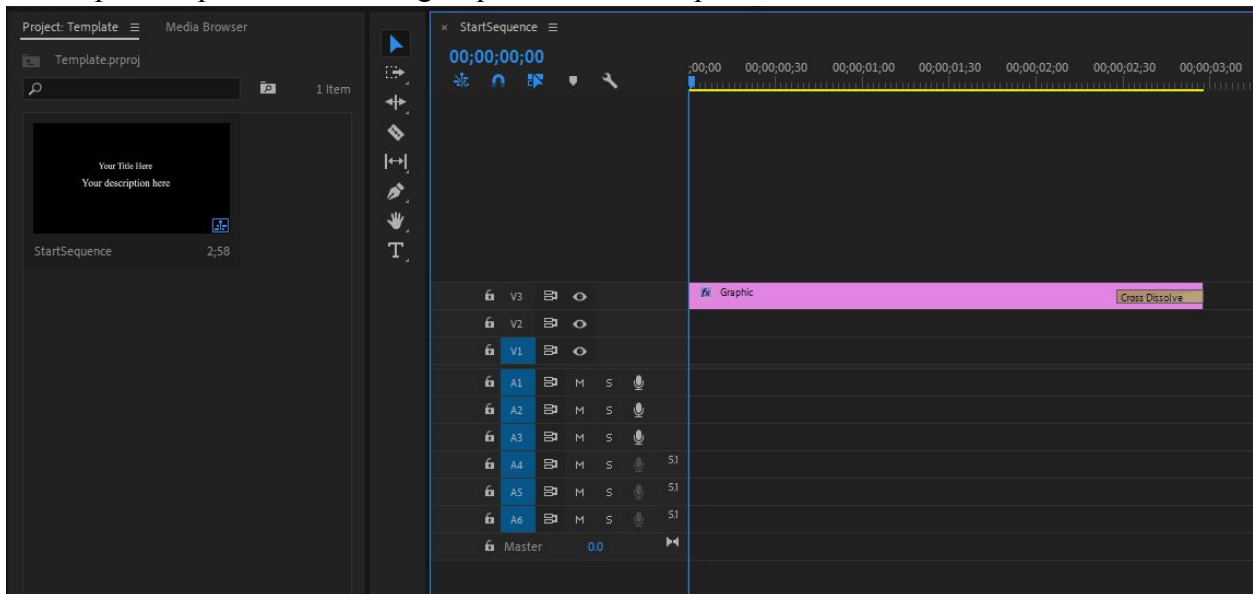 Project: Template
Media Browser
Template.prproj
1 Item
Your Title Here
Your description here
StartSequence 2;58
T
× StartSequence
00;00;00;00
;00;00 00;00;00;30 00;00;01;00 00;00;01;30 00;00;02;00 00;00;02;30 00;00;03;00
V3 fx Graphic Cross Dissolve
V2
V1
A1 M S
A2 M S
A3 M S
A4 M S 5.1
A5 M S 5.1
A6 M S 5.1
Master 0.0